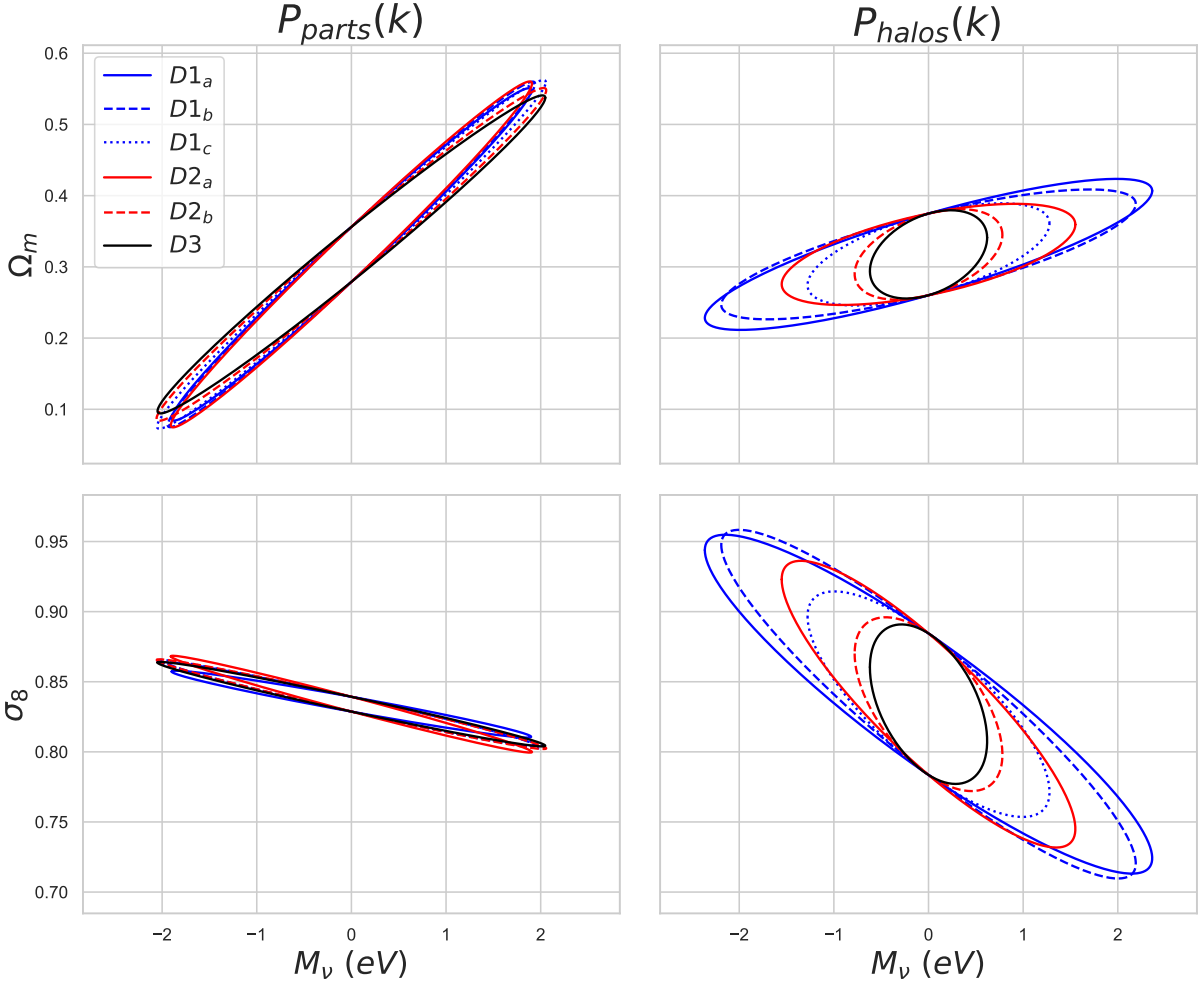 P_parts(k)
P_halos(k)
D1_a
D1_b
D1_c
D2_a
D2_b
D3
Ω_m
0.6
0.5
0.4
0.3
0.2
0.1
σ_8
0.95
0.90
0.85
0.80
0.75
0.70
−2 −1 0 1 2
−2 −1 0 1 2
M_ν (eV)
M_ν (eV)